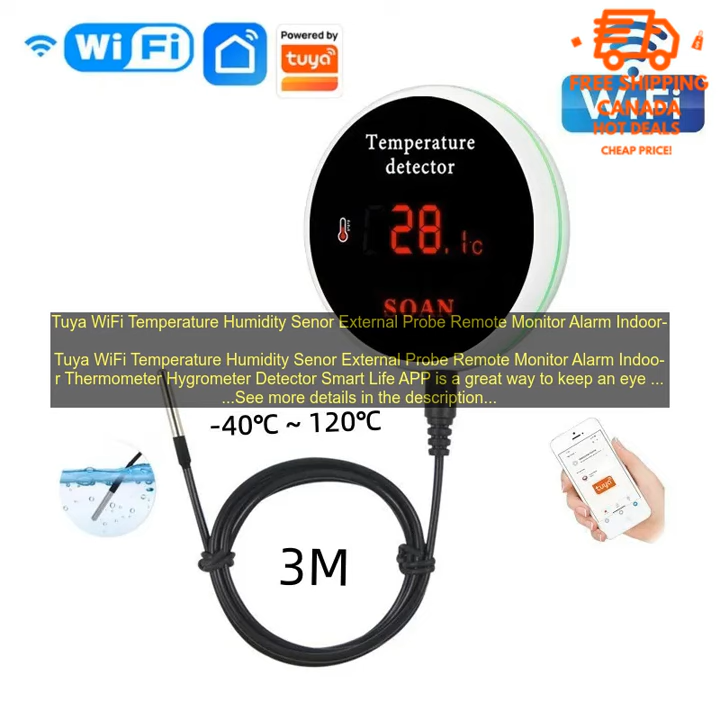 WiFi
Powered by
tuya
FREE SHIPPING
CANADA
HOT DEALS
CHEAP PRICE!
WiFi
Temperature
detector
28.1°C
SOAN
Tuya WiFi Temperature Humidity Senor External Probe Remote Monitor Alarm Indoor-
Tuya WiFi Temperature Humidity Senor External Probe Remote Monitor Alarm Indoo-
r Thermometer Hygrometer Detector Smart Life APP is a great way to keep an eye ...
...See more details in the description...
-40℃ ~ 120℃
tuya
3M